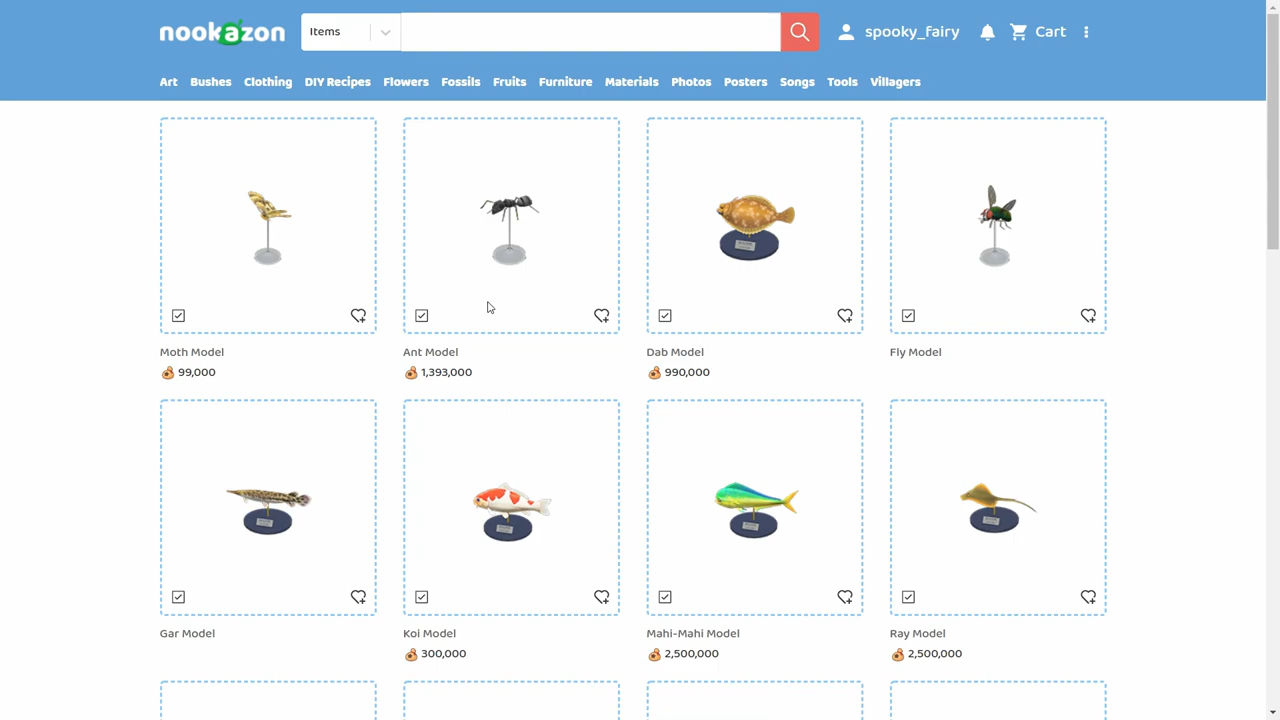 nookazon
Items
spooky_fairy
Cart
Art Bushes Clothing DIY Recipes Flowers Fossils Fruits Furniture Materials Photos Posters Songs Tools Villagers
Moth Model
99,000
Ant Model
1,393,000
Dab Model
990,000
Fly Model
Gar Model
Koi Model
300,000
Mahi-Mahi Model
2,500,000
Ray Model
2,500,000